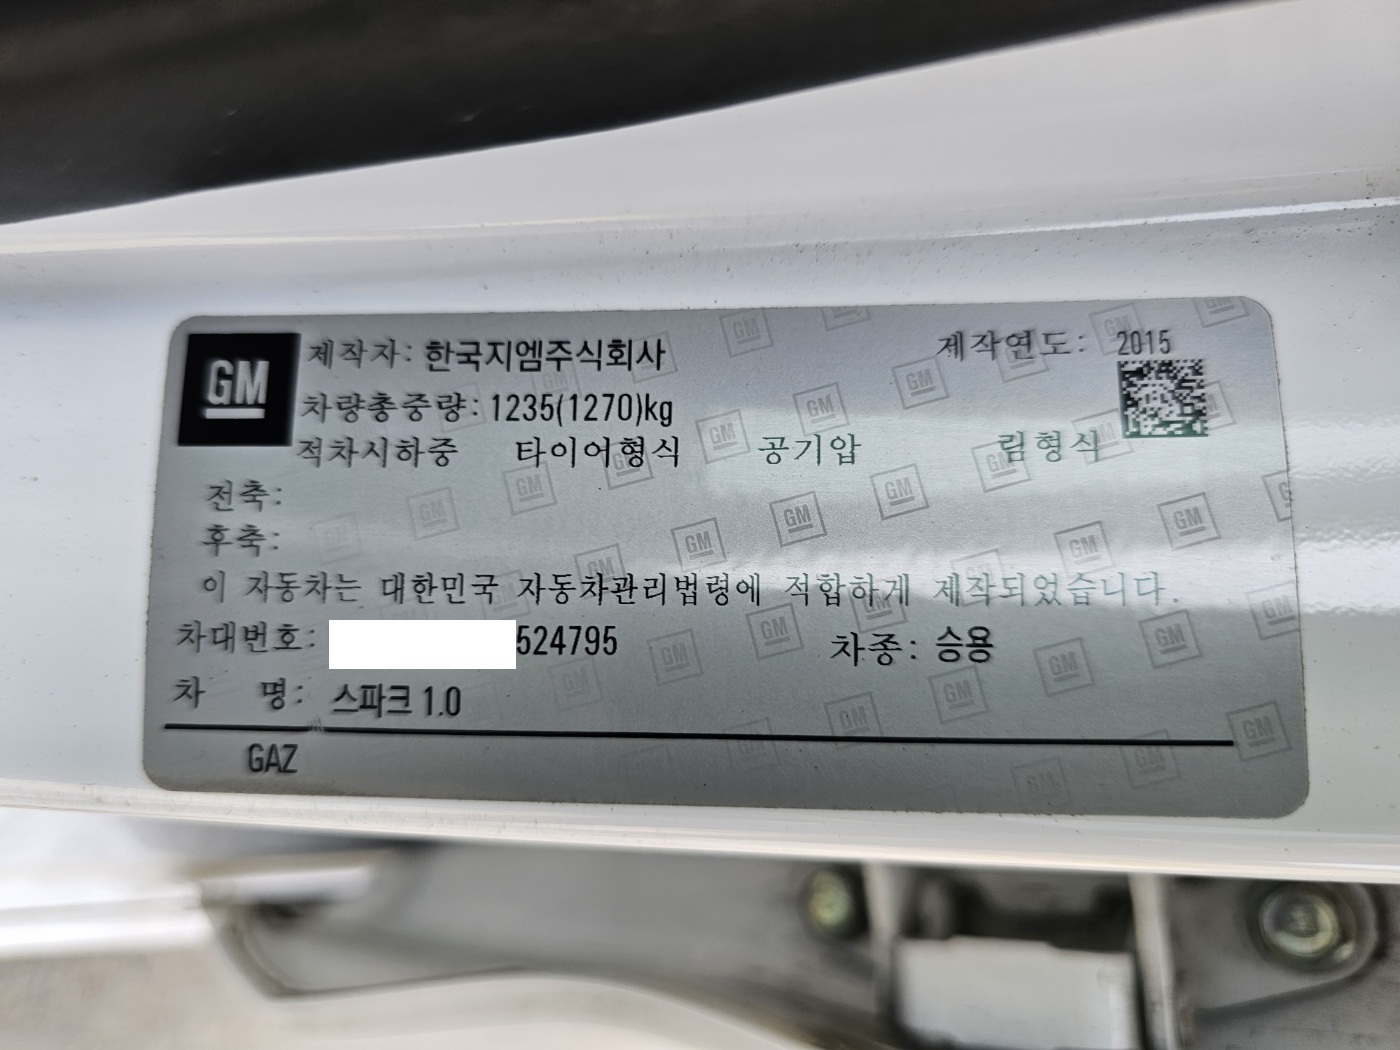 GM 제작자: 한국지엠주식회사 제작연도: 2015
차량총중량: 1235(1270)kg
적차시하중 타이어형식 공기압 림형식
전축:
후축:
이 자동차는 대한민국 자동차관리법령에 적합하게 제작되었습니다.
차대번호: 524795 차종: 승용
차 명: 스파크 1.0
GAZ